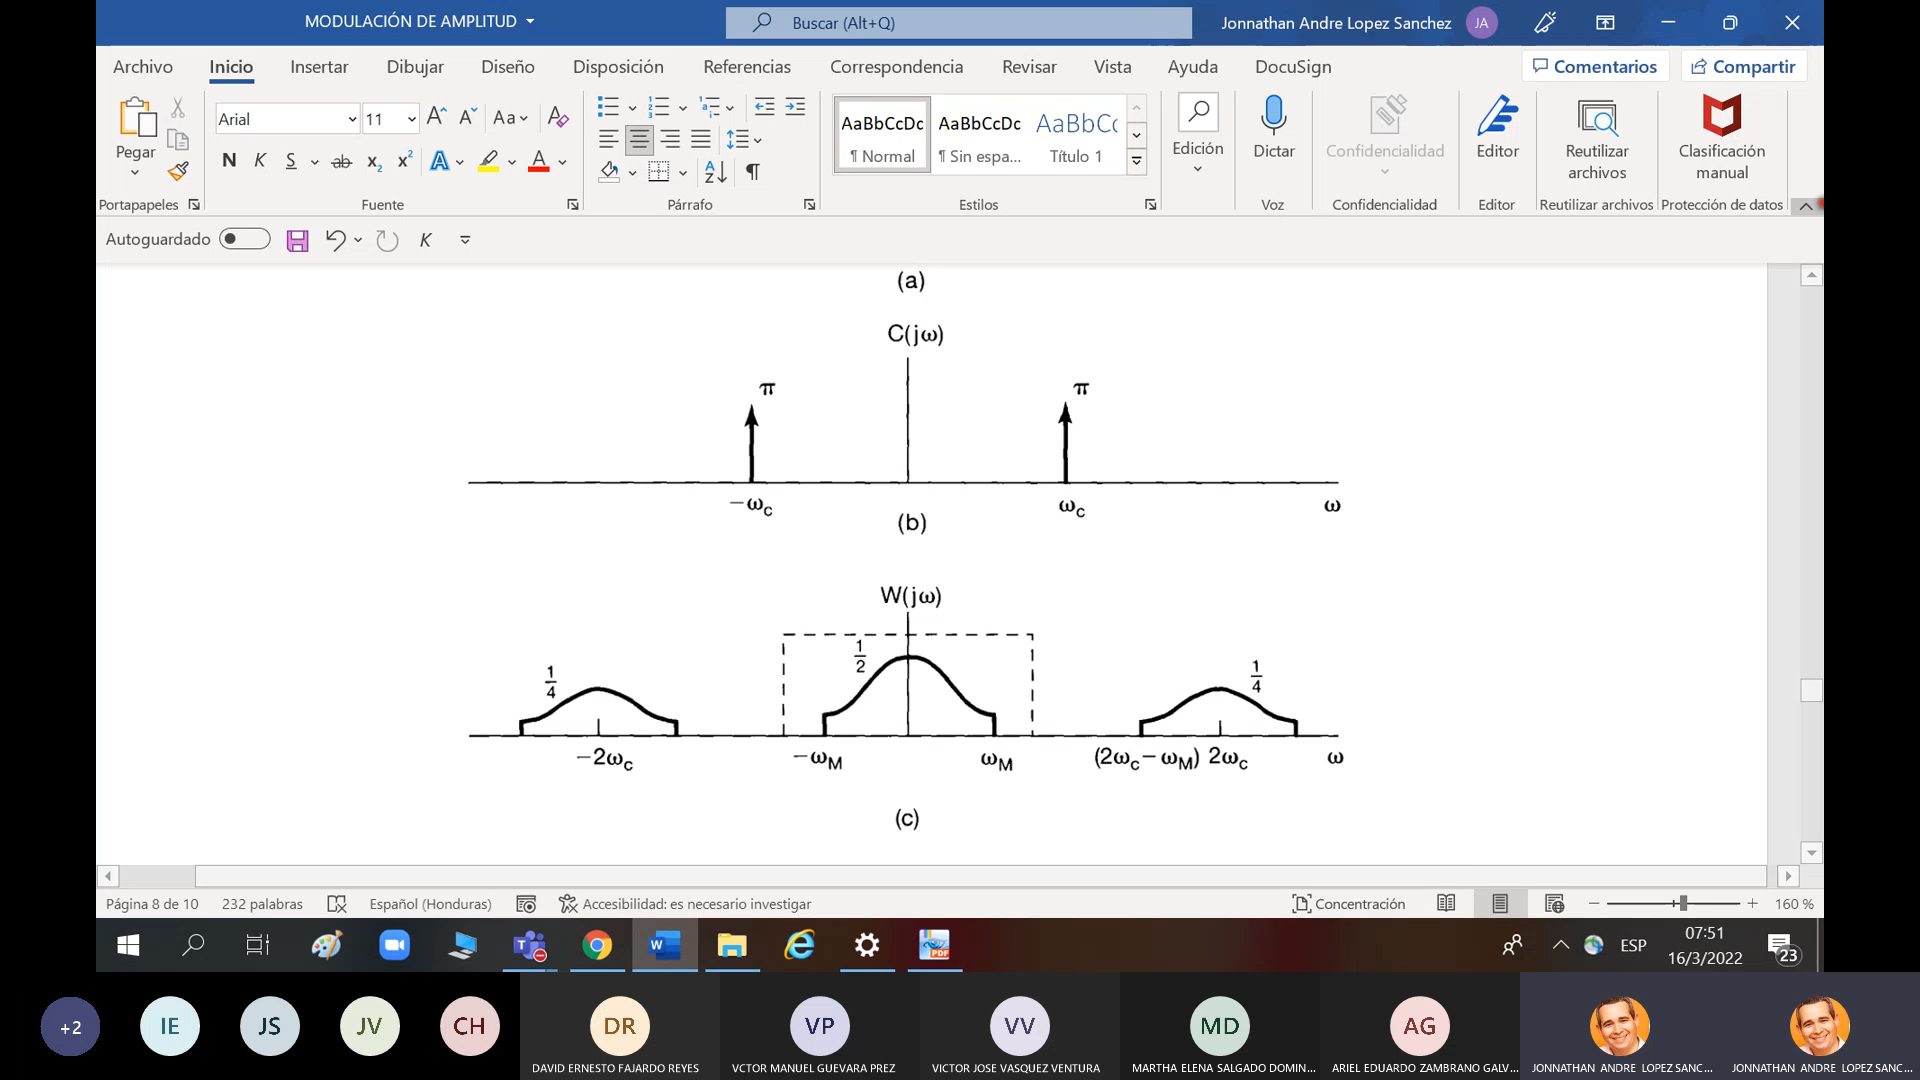 MODULACIÓN DE AMPLITUD
Buscar (Alt+Q)
Jonnathan Andre Lopez Sanchez
JA
Archivo Inicio Insertar Dibujar Diseño Disposición Referencias Correspondencia Revisar Vista Ayuda DocuSign
Comentarios
Compartir
Pegar
Arial
11
A^ A˅ Aa
N K S ab x₂ x² A A
A Z ¶
AaBbCcDc AaBbCcDc AaBbCc
¶ Normal ¶ Sin espa... Título 1
Edición
Dictar
Confidencialidad
Editor
Reutilizar archivos
Clasificación manual
Portapapeles Fuente Párrafo Estilos Voz Confidencialidad Editor Reutilizar archivos Protección de datos
Autoguardado K
(a)
C(jω)
π π
−ωc ωc ω
(b)
W(jω)
1/4 1/2 1/4
−2ωc −ωM ωM (2ωc−ωM) 2ωc ω
(c)
Página 8 de 10 232 palabras Español (Honduras) Accesibilidad: es necesario investigar Concentración 160 %
PDF
ESP
07:51
16/3/2022
23
+2 IE JS JV CH DR VP VV MD AG
DAVID ERNESTO FAJARDO REYES VCTOR MANUEL GUEVARA PREZ VICTOR JOSE VASQUEZ VENTURA MARTHA ELENA SALGADO DOMIN... ARIEL EDUARDO ZAMBRANO GALV... JONNATHAN ANDRE LOPEZ SANC... JONNATHAN ANDRE LOPEZ SANC...